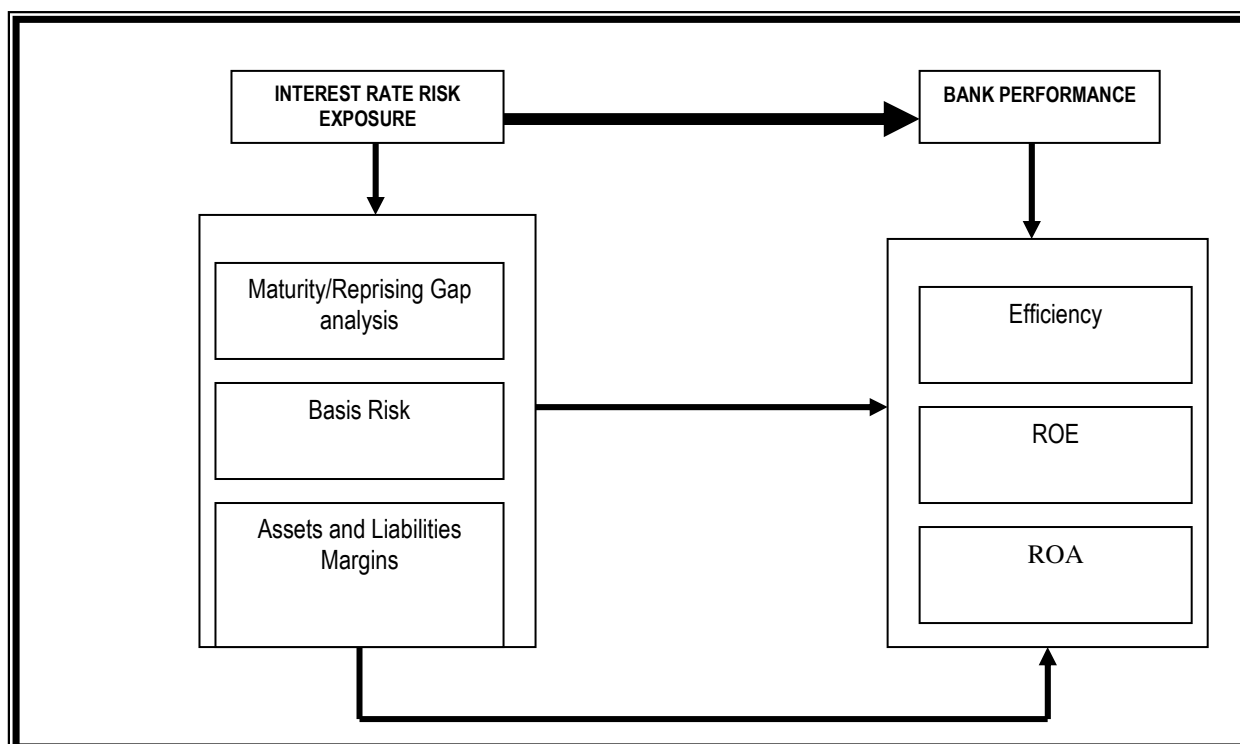 INTEREST RATE RISK
EXPOSURE
BANK PERFORMANCE
Maturity/Reprising Gap
analysis
Basis Risk
Assets and Liabilities
Margins
Efficiency
ROE
ROA